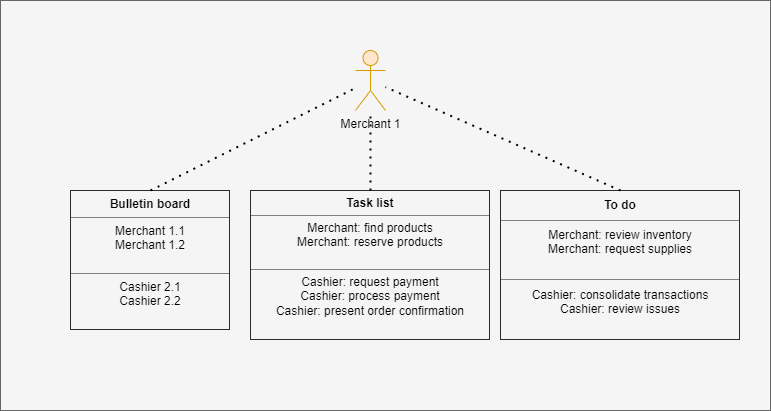 Merchant 1
Bulletin board
Merchant 1.1
Merchant 1.2
Cashier 2.1
Cashier 2.2
Task list
Merchant: find products
Merchant: reserve products
Cashier: request payment
Cashier: process payment
Cashier: present order confirmation
To do
Merchant: review inventory
Merchant: request supplies
Cashier: consolidate transactions
Cashier: review issues